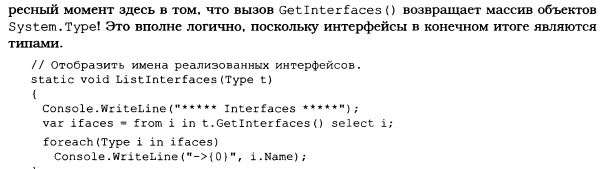 ресный момент здесь в том, что вызов GetInterfaces() возвращает массив объектов
System.Type! Это вполне логично, поскольку интерфейсы в конечном итоге являются
типами.
// Отобразить имена реализованных интерфейсов.
static void ListInterfaces(Type t)
{
Console.WriteLine("***** Interfaces *****");
var ifaces = from i in t.GetInterfaces() select i;
foreach(Type i in ifaces)
Console.WriteLine("->{0}", i.Name);